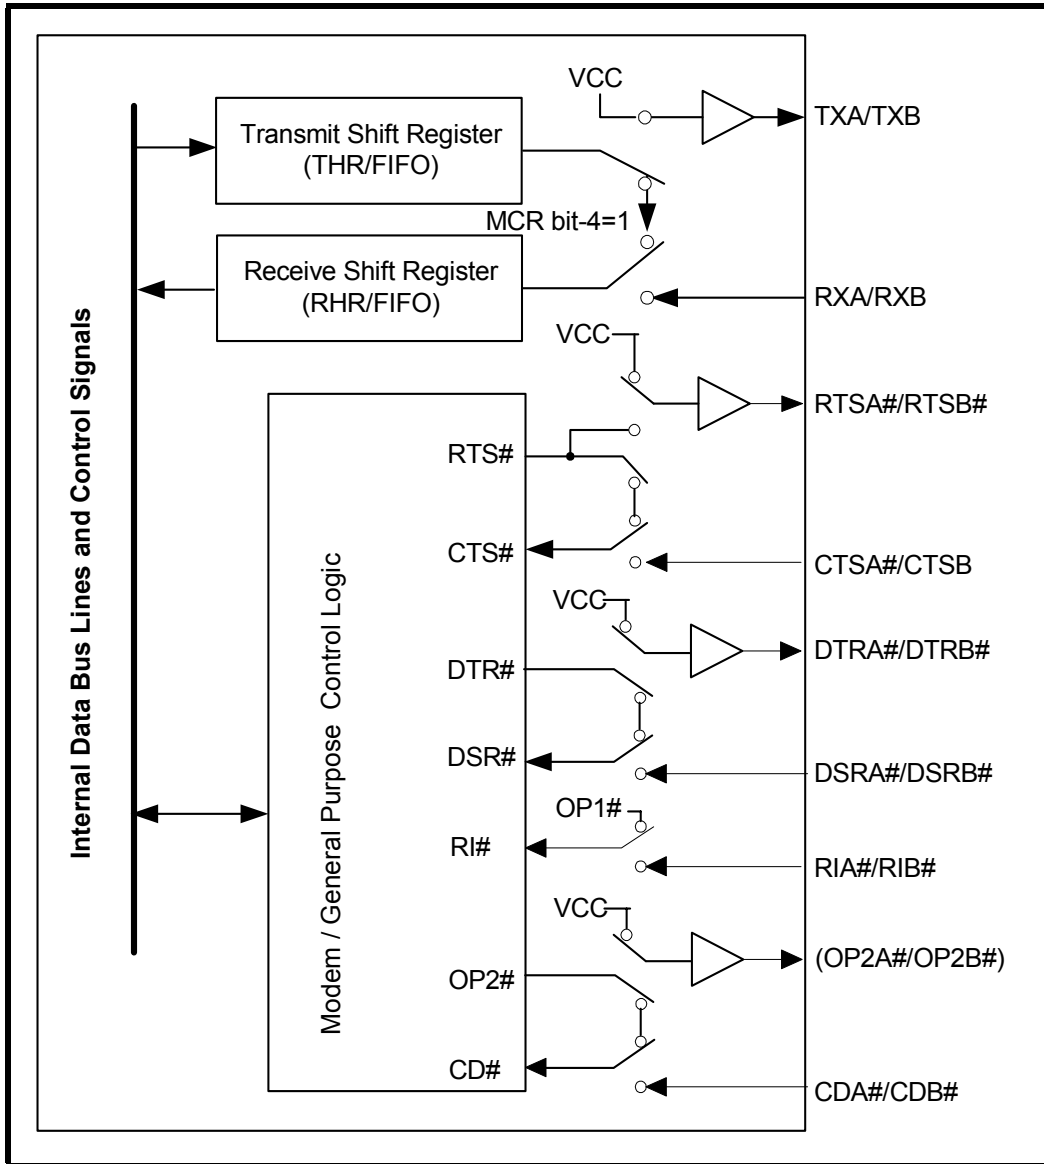 Internal Data Bus Lines and Control Signals
VCC
TXA/TXB
Transmit Shift Register
(THR/FIFO)
MCR bit-4=1
Receive Shift Register
(RHR/FIFO)
RXA/RXB
VCC
RTSA#/RTSB#
Modem / General Purpose Control Logic
RTS#
CTS#
CTSA#/CTSB
VCC
DTRA#/DTRB#
DTR#
DSR#
DSRA#/DSRB#
OP1#
RI#
RIA#/RIB#
VCC
(OP2A#/OP2B#)
OP2#
CD#
CDA#/CDB#